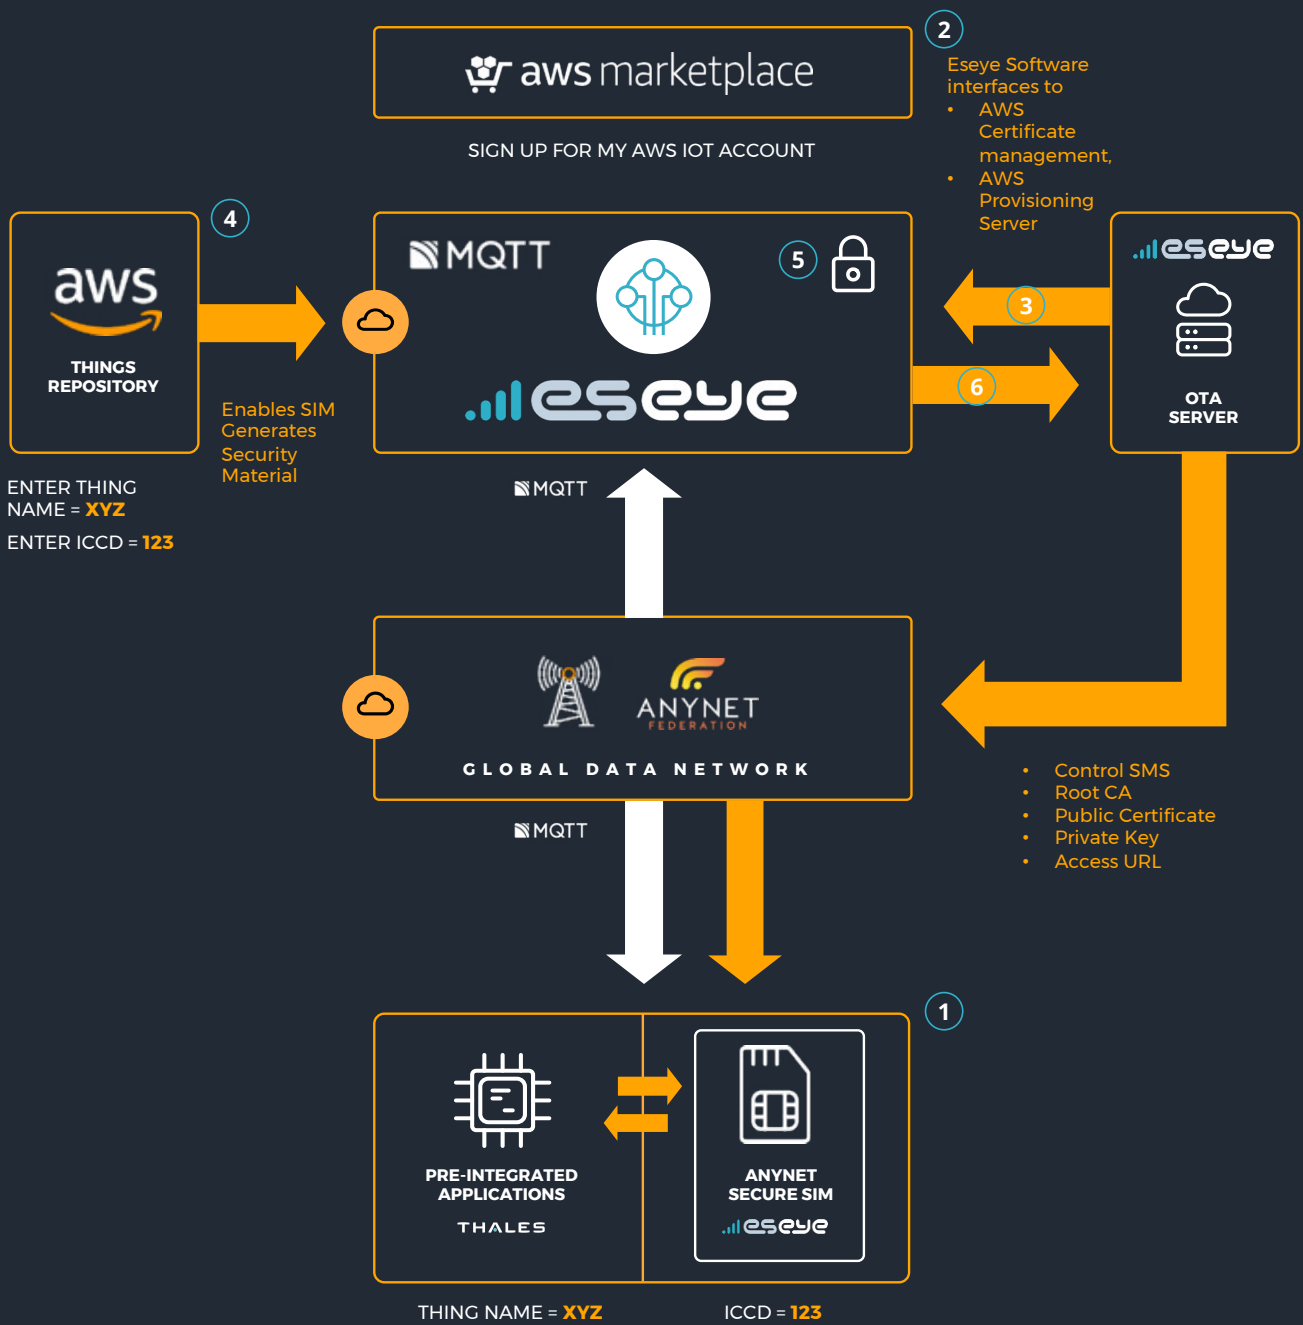 aws marketplace
SIGN UP FOR MY AWS IOT ACCOUNT
2
Eseye Software
interfaces to
• AWS
Certificate
management,
• AWS
Provisioning
Server
4
aws
THINGS
REPOSITORY
Enables SIM
Generates
Security
Material
ENTER THING
NAME = XYZ
ENTER ICCD = 123
MQTT
5
eseye
3
6
eseye
OTA
SERVER
MQTT
ANYNET
FEDERATION
GLOBAL DATA NETWORK
• Control SMS
• Root CA
• Public Certificate
• Private Key
• Access URL
MQTT
1
PRE-INTEGRATED
APPLICATIONS
THALES
ANYNET
SECURE SIM
eseye
THING NAME = XYZ
ICCD = 123